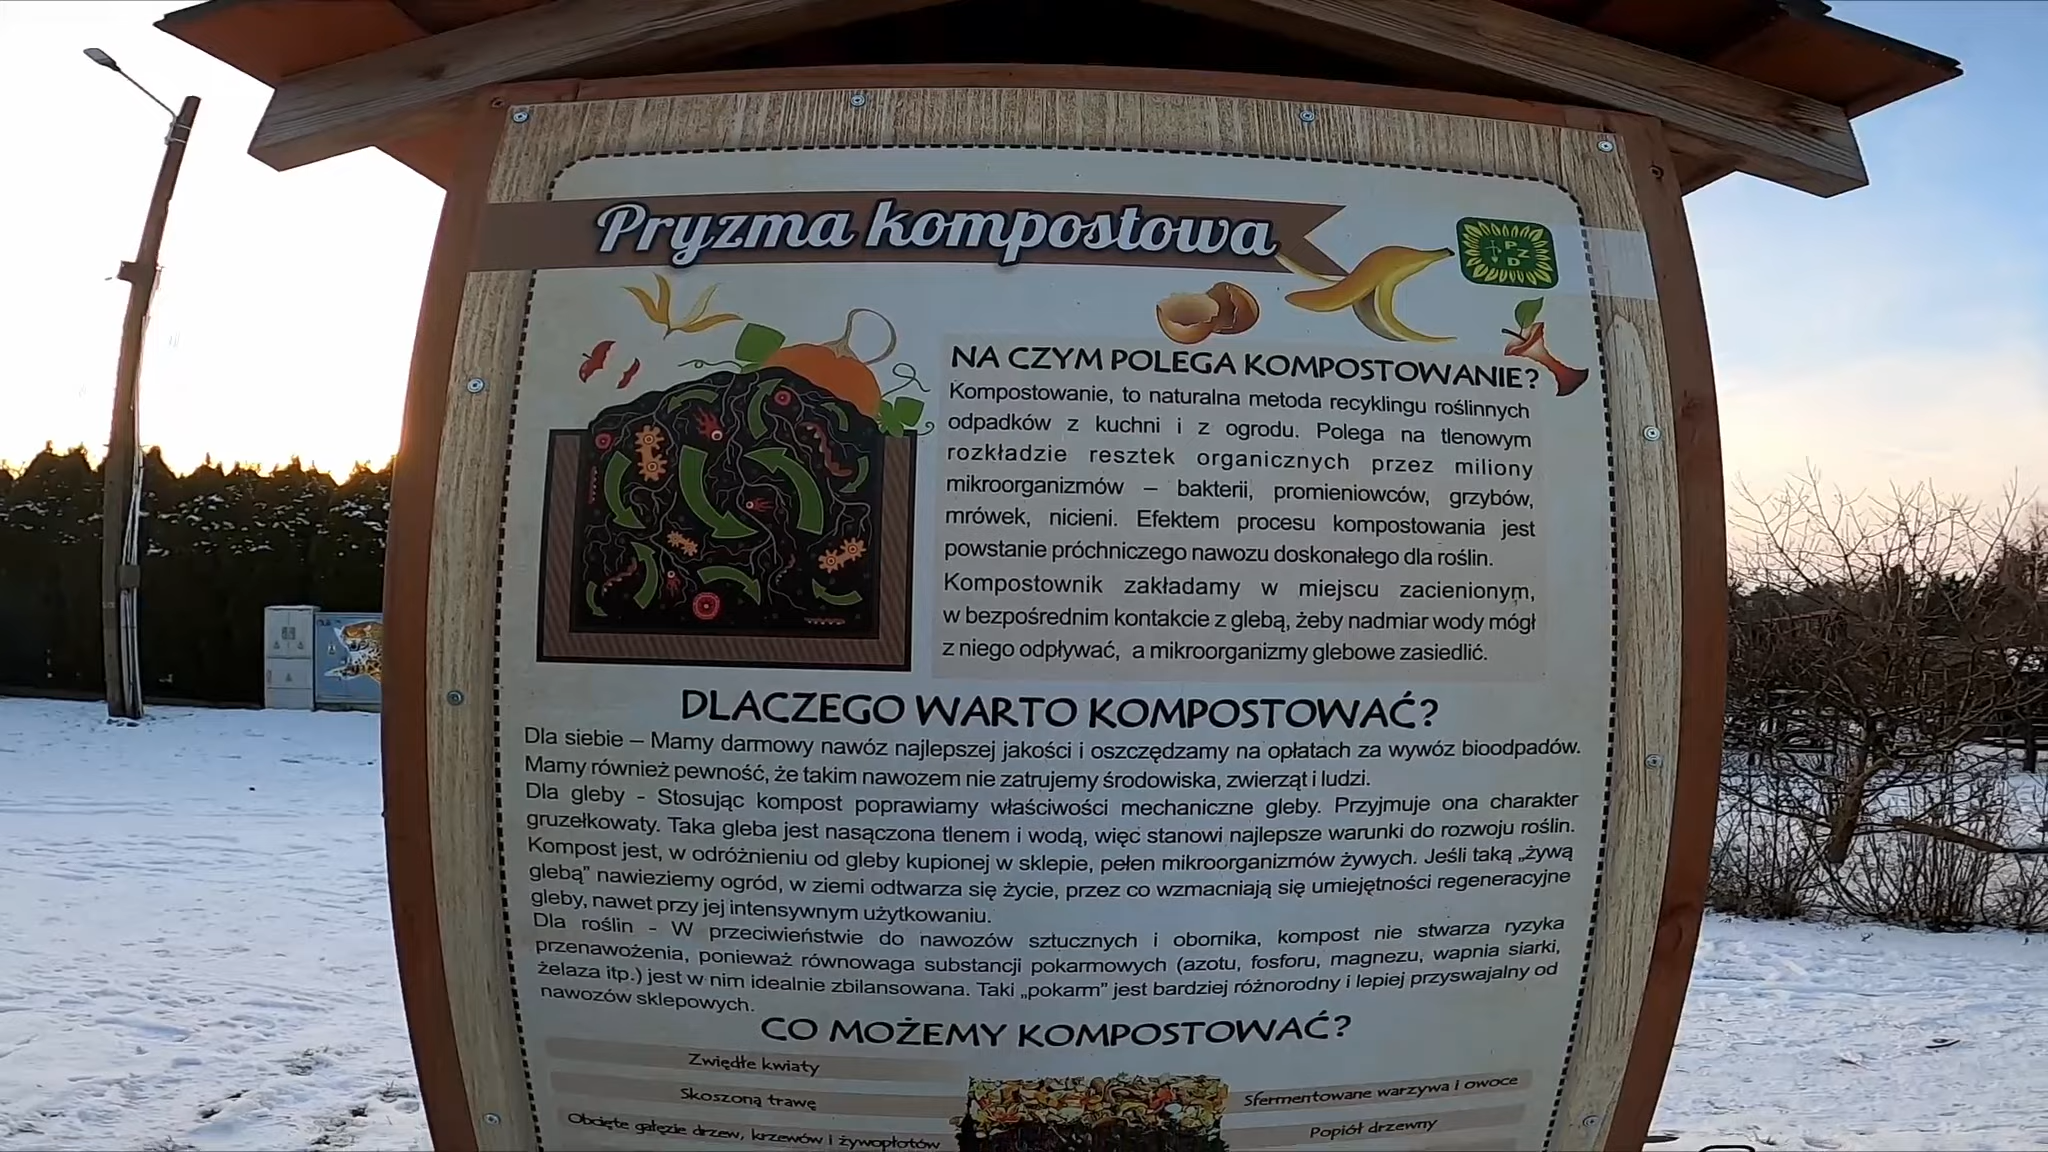 Pryzma kompostowa
P
Z
D
NA CZYM POLEGA KOMPOSTOWANIE?
Kompostowanie, to naturalna metoda recyklingu roślinnych
odpadków z kuchni i z ogrodu. Polega na tlenowym
rozkładzie resztek organicznych przez miliony
mikroorganizmów – bakterii, promieniowców, grzybów,
mrówek, nicieni. Efektem procesu kompostowania jest
powstanie próchniczego nawozu doskonałego dla roślin.
Kompostownik zakładamy w miejscu zacienionym,
w bezpośrednim kontakcie z glebą, żeby nadmiar wody mógł
z niego odpływać, a mikroorganizmy glebowe zasiedlić.
DLACZEGO WARTO KOMPOSTOWAĆ?
Dla siebie – Mamy darmowy nawóz najlepszej jakości i oszczędzamy na opłatach za wywóz bioodpadów.
Mamy również pewność, że takim nawozem nie zatrujemy środowiska, zwierząt i ludzi.
Dla gleby - Stosując kompost poprawiamy właściwości mechaniczne gleby. Przyjmuje ona charakter
gruzełkowaty. Taka gleba jest nasączona tlenem i wodą, więc stanowi najlepsze warunki do rozwoju roślin.
Kompost jest, w odróżnieniu od gleby kupionej w sklepie, pełen mikroorganizmów żywych. Jeśli taką „żywą
glebą” nawieziemy ogród, w ziemi odtwarza się życie, przez co wzmacniają się umiejętności regeneracyjne
gleby, nawet przy jej intensywnym użytkowaniu.
Dla roślin - W przeciwieństwie do nawozów sztucznych i obornika, kompost nie stwarza ryzyka
przenawożenia, ponieważ równowaga substancji pokarmowych (azotu, fosforu, magnezu, wapnia siarki,
żelaza itp.) jest w nim idealnie zbilansowana. Taki „pokarm” jest bardziej różnorodny i lepiej przyswajalny od
nawozów sklepowych.
CO MOŻEMY KOMPOSTOWAĆ?
Zwiędłe kwiaty
Skoszoną trawę
Obcięte gałęzie drzew, krzewów i żywopłotów
Sfermentowane warzywa i owoce
Popiół drzewny